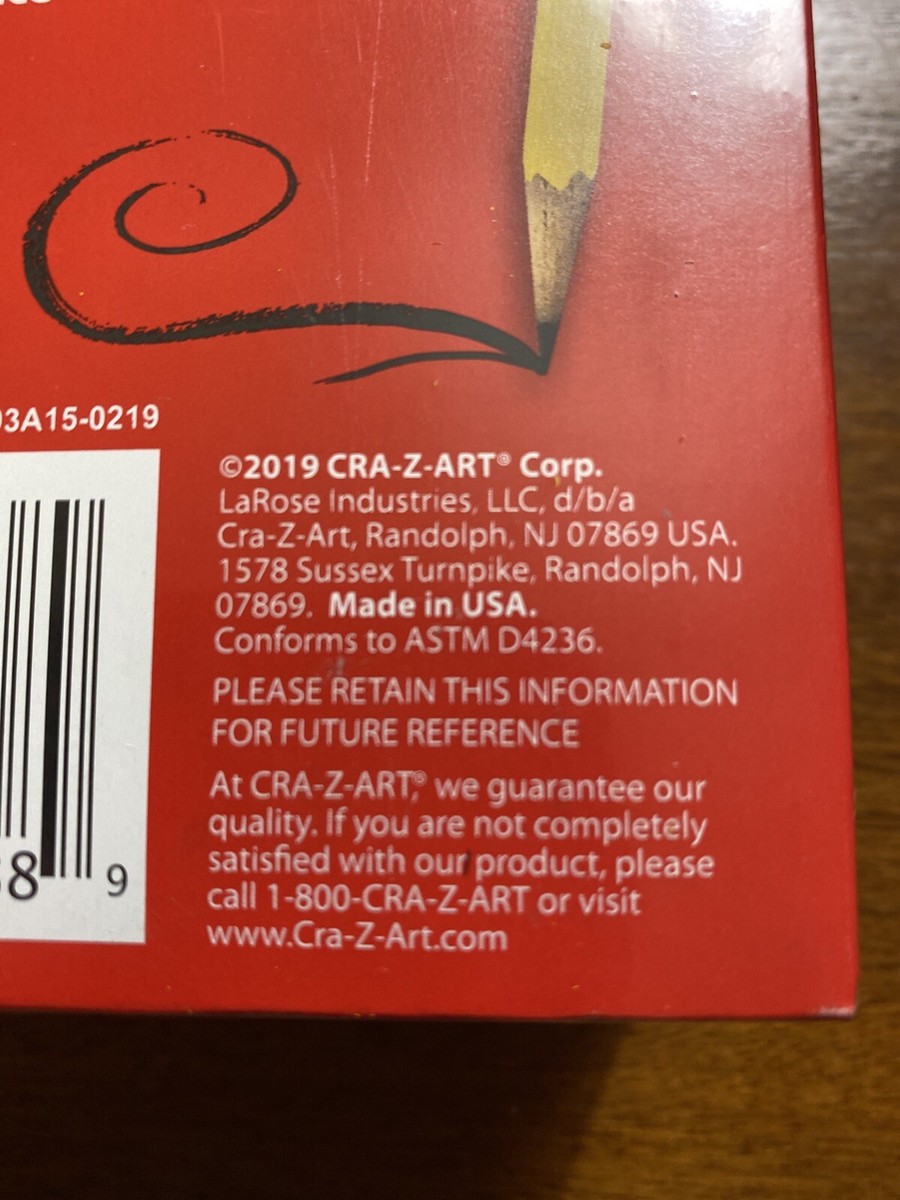 03A15-0219
©2019 CRA-Z-ART® Corp.
LaRose Industries, LLC, d/b/a
Cra-Z-Art, Randolph, NJ 07869 USA.
1578 Sussex Turnpike, Randolph, NJ
07869. Made in USA.
Conforms to ASTM D4236.
PLEASE RETAIN THIS INFORMATION
FOR FUTURE REFERENCE
At CRA-Z-ART®, we guarantee our
quality. If you are not completely
satisfied with our product, please
call 1-800-CRA-Z-ART or visit
www.Cra-Z-Art.com
8 9